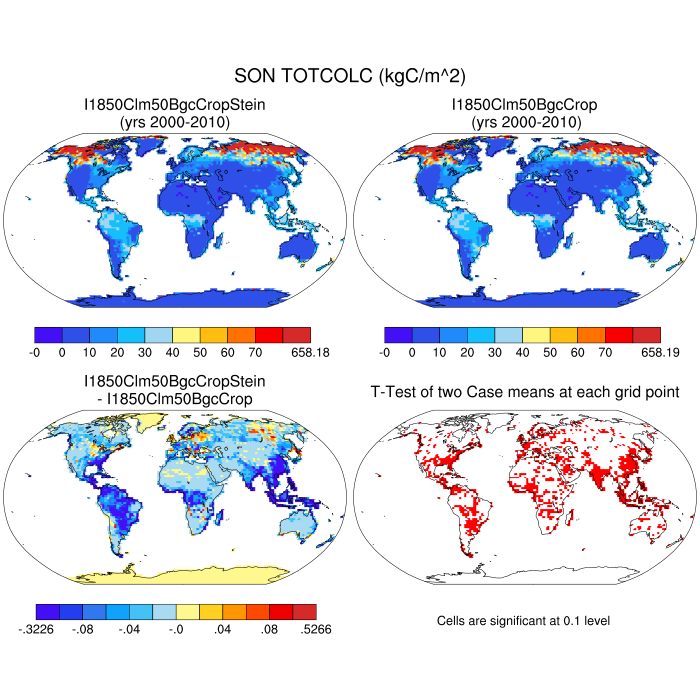 SON TOTCOLC (kgC/m^2)
I1850Clm50BgcCropStein
(yrs 2000-2010)
I1850Clm50BgcCrop
(yrs 2000-2010)
-0 0 10 20 30 40 50 60 70 658.18
-0 0 10 20 30 40 50 60 70 658.19
I1850Clm50BgcCropStein
- I1850Clm50BgcCrop
T-Test of two Case means at each grid point
-.3226 -.08 -.04 -.0 .04 .08 .5266
Cells are significant at 0.1 level